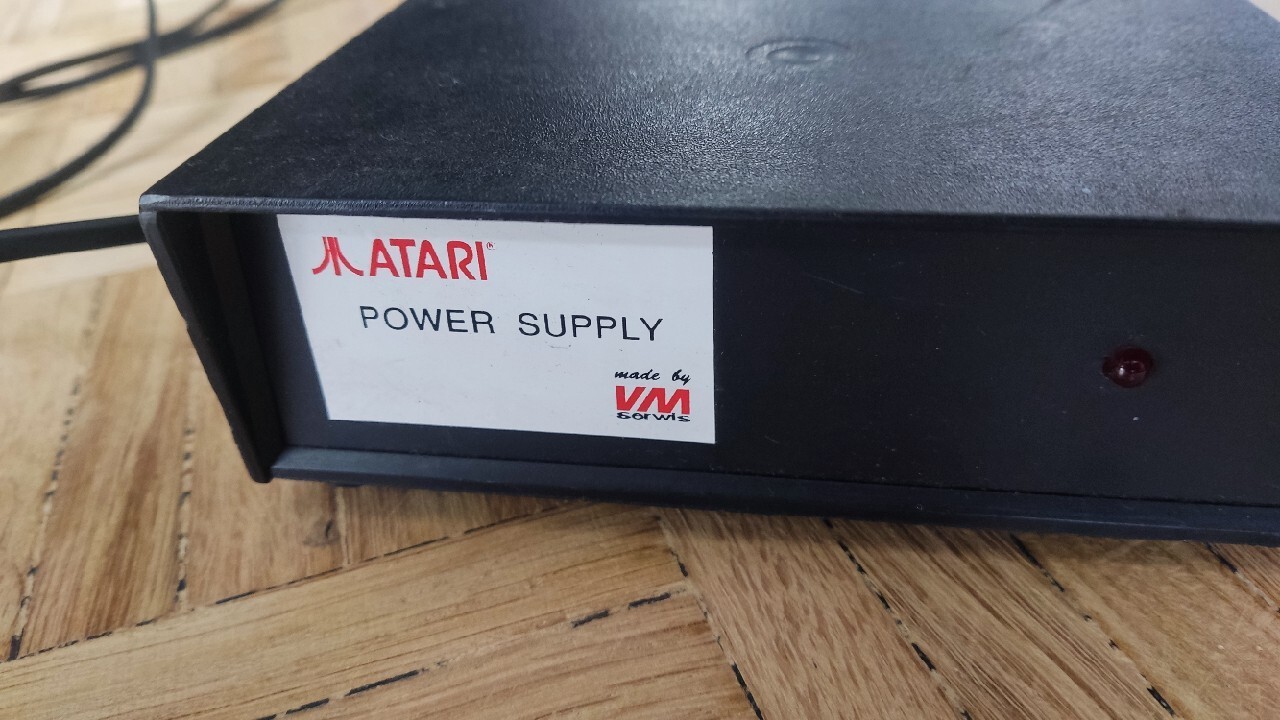 ATARI®
POWER SUPPLY
made by
VM
serwis